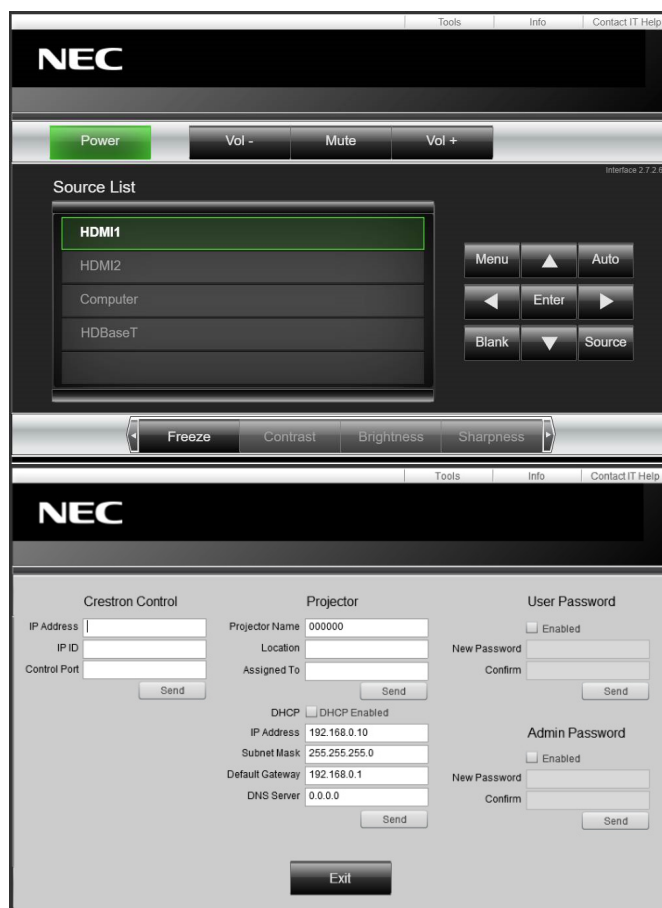 Tools Info Contact IT Help
NEC
Power Vol - Mute Vol +
Interface 2.7.2.6
Source List
HDMI1
HDMI2
Computer
HDBaseT
Menu Auto
Enter
Blank Source
Freeze Contrast Brightness Sharpness
Tools Info Contact IT Help
NEC
Crestron Control Projector User Password
IP Address Projector Name 000000 Enabled
IP ID Location New Password
Control Port Assigned To Confirm
Send Send Send
DHCP DHCP Enabled
IP Address 192.168.0.10 Admin Password
Subnet Mask 255.255.255.0 Enabled
Default Gateway 192.168.0.1 New Password
DNS Server 0.0.0.0 Confirm
Send Send
Exit